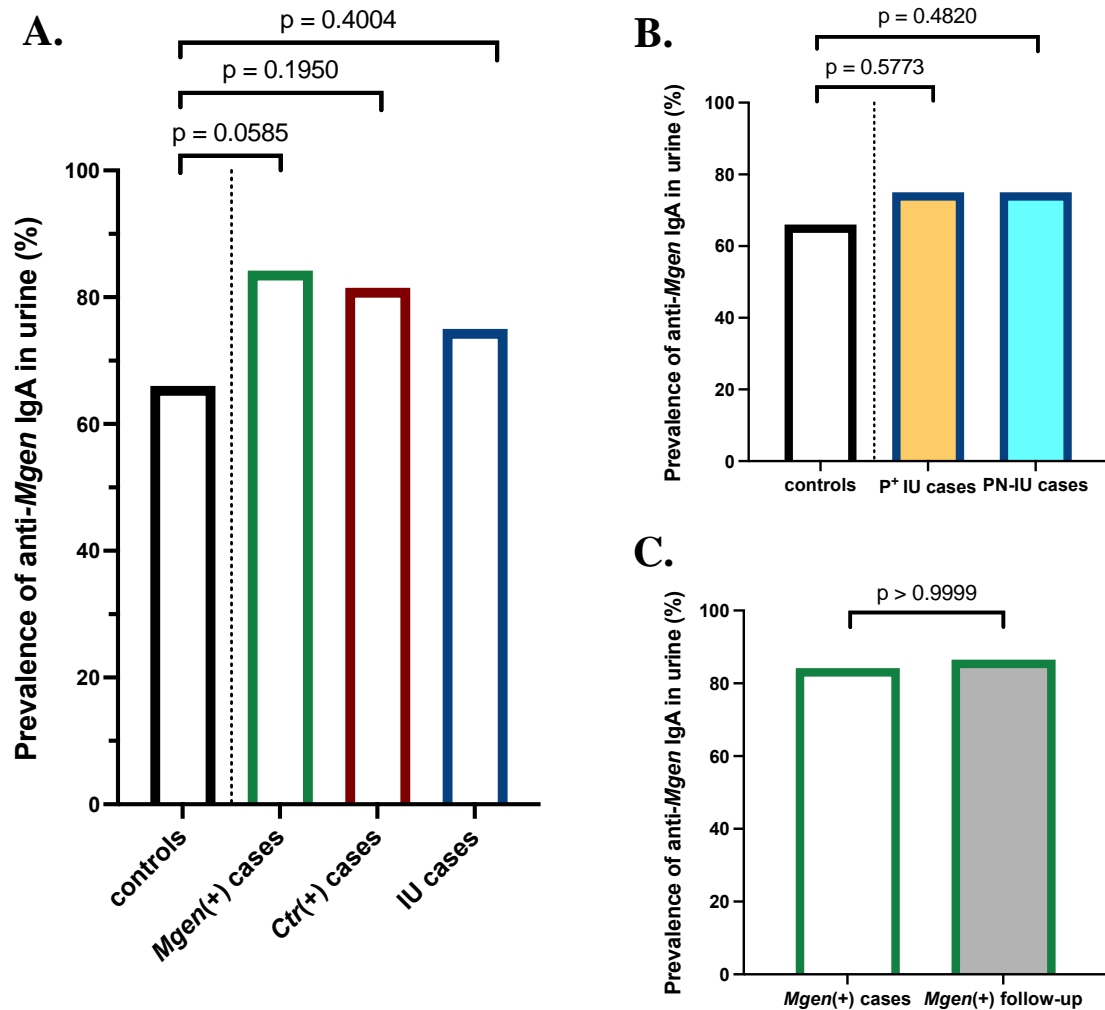 A.
p = 0.4004
p = 0.1950
p = 0.0585
Prevalence of anti-Mgen IgA in urine (%)
100
80
60
40
20
0
controls
Mgen(+) cases
Ctr(+) cases
IU cases
B.
p = 0.4820
p = 0.5773
Prevalence of anti-Mgen IgA in urine (%)
100
80
60
40
20
0
controls
P⁺ IU cases
PN-IU cases
C.
p > 0.9999
Prevalence of anti-Mgen IgA in urine (%)
100
80
60
40
20
0
Mgen(+) cases
Mgen(+) follow-up